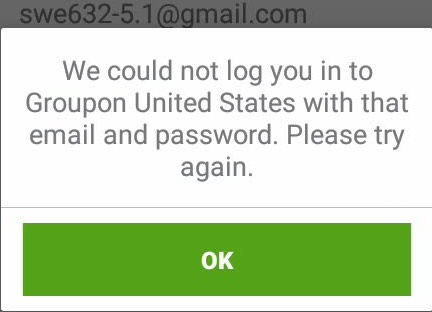 swe632-5.1@gmail.com
We could not log you in to
Groupon United States with that
email and password. Please try
again.
OK